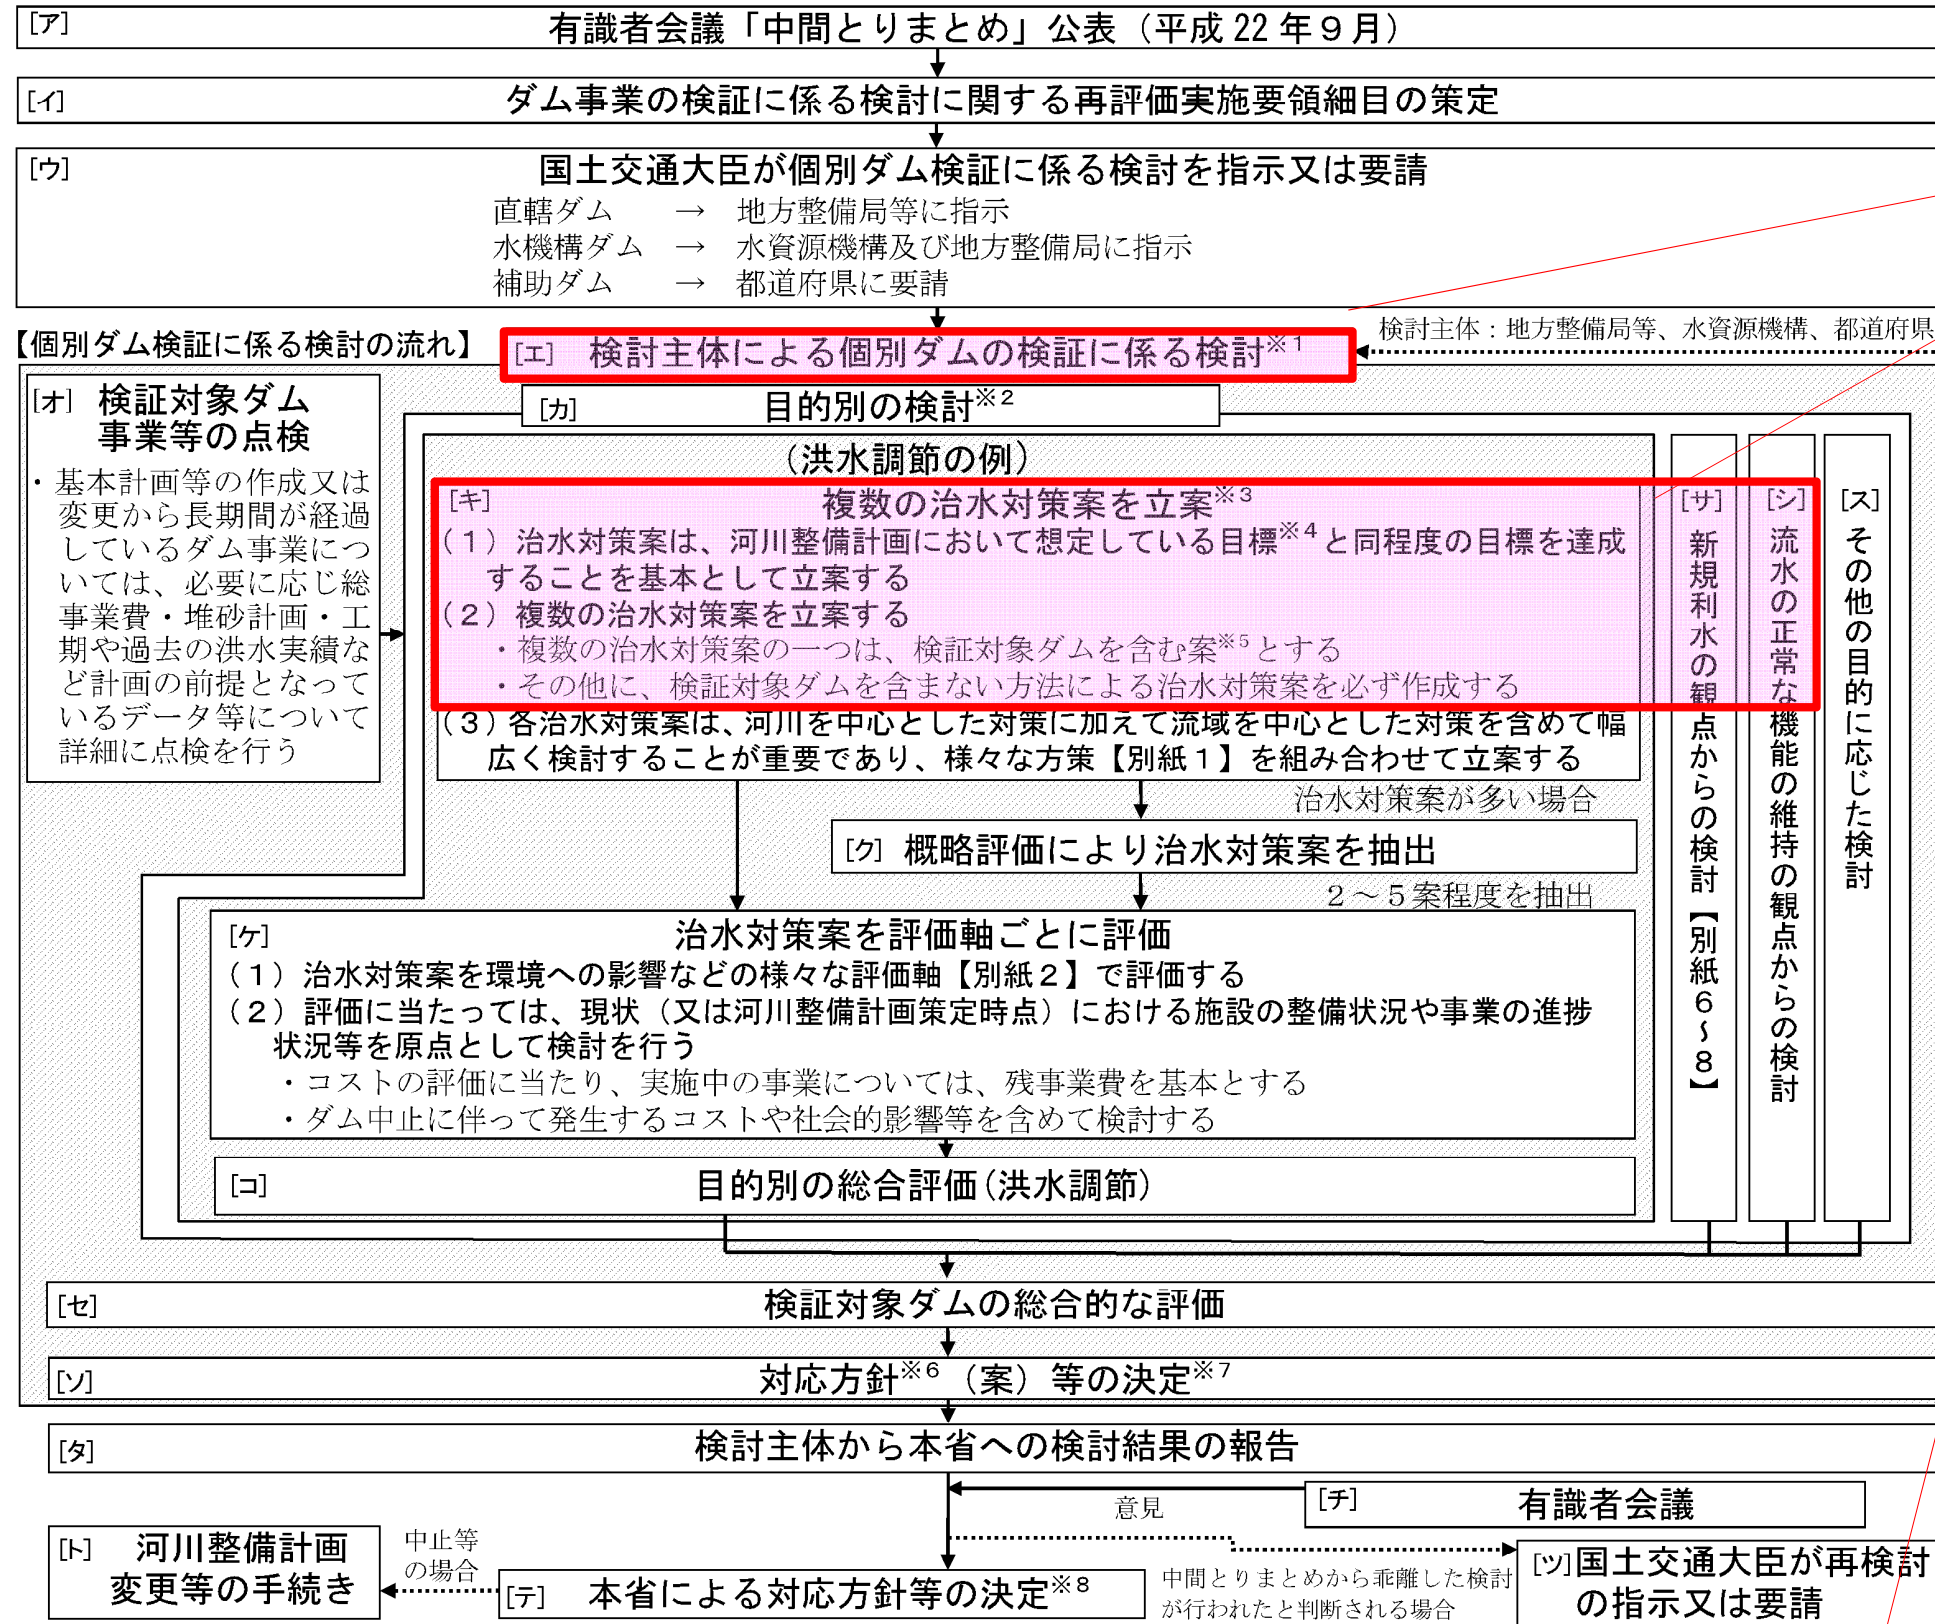 [ア] 有識者会議「中間とりまとめ」公表（平成22年９月）
[イ] ダム事業の検証に係る検討に関する再評価実施要領細目の策定
[ウ] 国土交通大臣が個別ダム検証に係る検討を指示又は要請
直轄ダム → 地方整備局等に指示
水機構ダム → 水資源機構及び地方整備局に指示
補助ダム → 都道府県に要請
【個別ダム検証に係る検討の流れ】
[エ] 検討主体による個別ダムの検証に係る検討※１
検討主体：地方整備局等、水資源機構、都道府県
[オ] 検証対象ダム
事業等の点検
・基本計画等の作成又は
変更から長期間が経過
しているダム事業につ
いては、必要に応じ総
事業費・堆砂計画・工
期や過去の洪水実績な
ど計画の前提となって
いるデータ等について
詳細に点検を行う
[カ] 目的別の検討※２
（洪水調節の例）
[キ] 複数の治水対策案を立案※３
（１）治水対策案は、河川整備計画において想定している目標※４と同程度の目標を達成
することを基本として立案する
（２）複数の治水対策案を立案する
・複数の治水対策案の一つは、検証対象ダムを含む案※５とする
・その他に、検証対象ダムを含まない方法による治水対策案を必ず作成する
（３）各治水対策案は、河川を中心とした対策に加えて流域を中心とした対策を含めて幅
広く検討することが重要であり、様々な方策【別紙１】を組み合わせて立案する
治水対策案が多い場合
[ク] 概略評価により治水対策案を抽出
２～５案程度を抽出
[ケ] 治水対策案を評価軸ごとに評価
（１）治水対策案を環境への影響などの様々な評価軸【別紙２】で評価する
（２）評価に当たっては、現状（又は河川整備計画策定時点）における施設の整備状況や事業の進捗
状況等を原点として検討を行う
・コストの評価に当たり、実施中の事業については、残事業費を基本とする
・ダム中止に伴って発生するコストや社会的影響等を含めて検討する
[コ] 目的別の総合評価（洪水調節）
[サ] 新規利水の観点からの検討【別紙６～８】
[シ] 流水の正常な機能の維持の観点からの検討
[ス] その他の目的に応じた検討
[セ] 検証対象ダムの総合的な評価
[ソ] 対応方針※６（案）等の決定※７
[タ] 検討主体から本省への検討結果の報告
意見
[チ] 有識者会議
[ト] 河川整備計画
変更等の手続き
中止等
の場合
[テ] 本省による対応方針等の決定※８
中間とりまとめから乖離した検討
が行われたと判断される場合
[ツ] 国土交通大臣が再検討
の指示又は要請